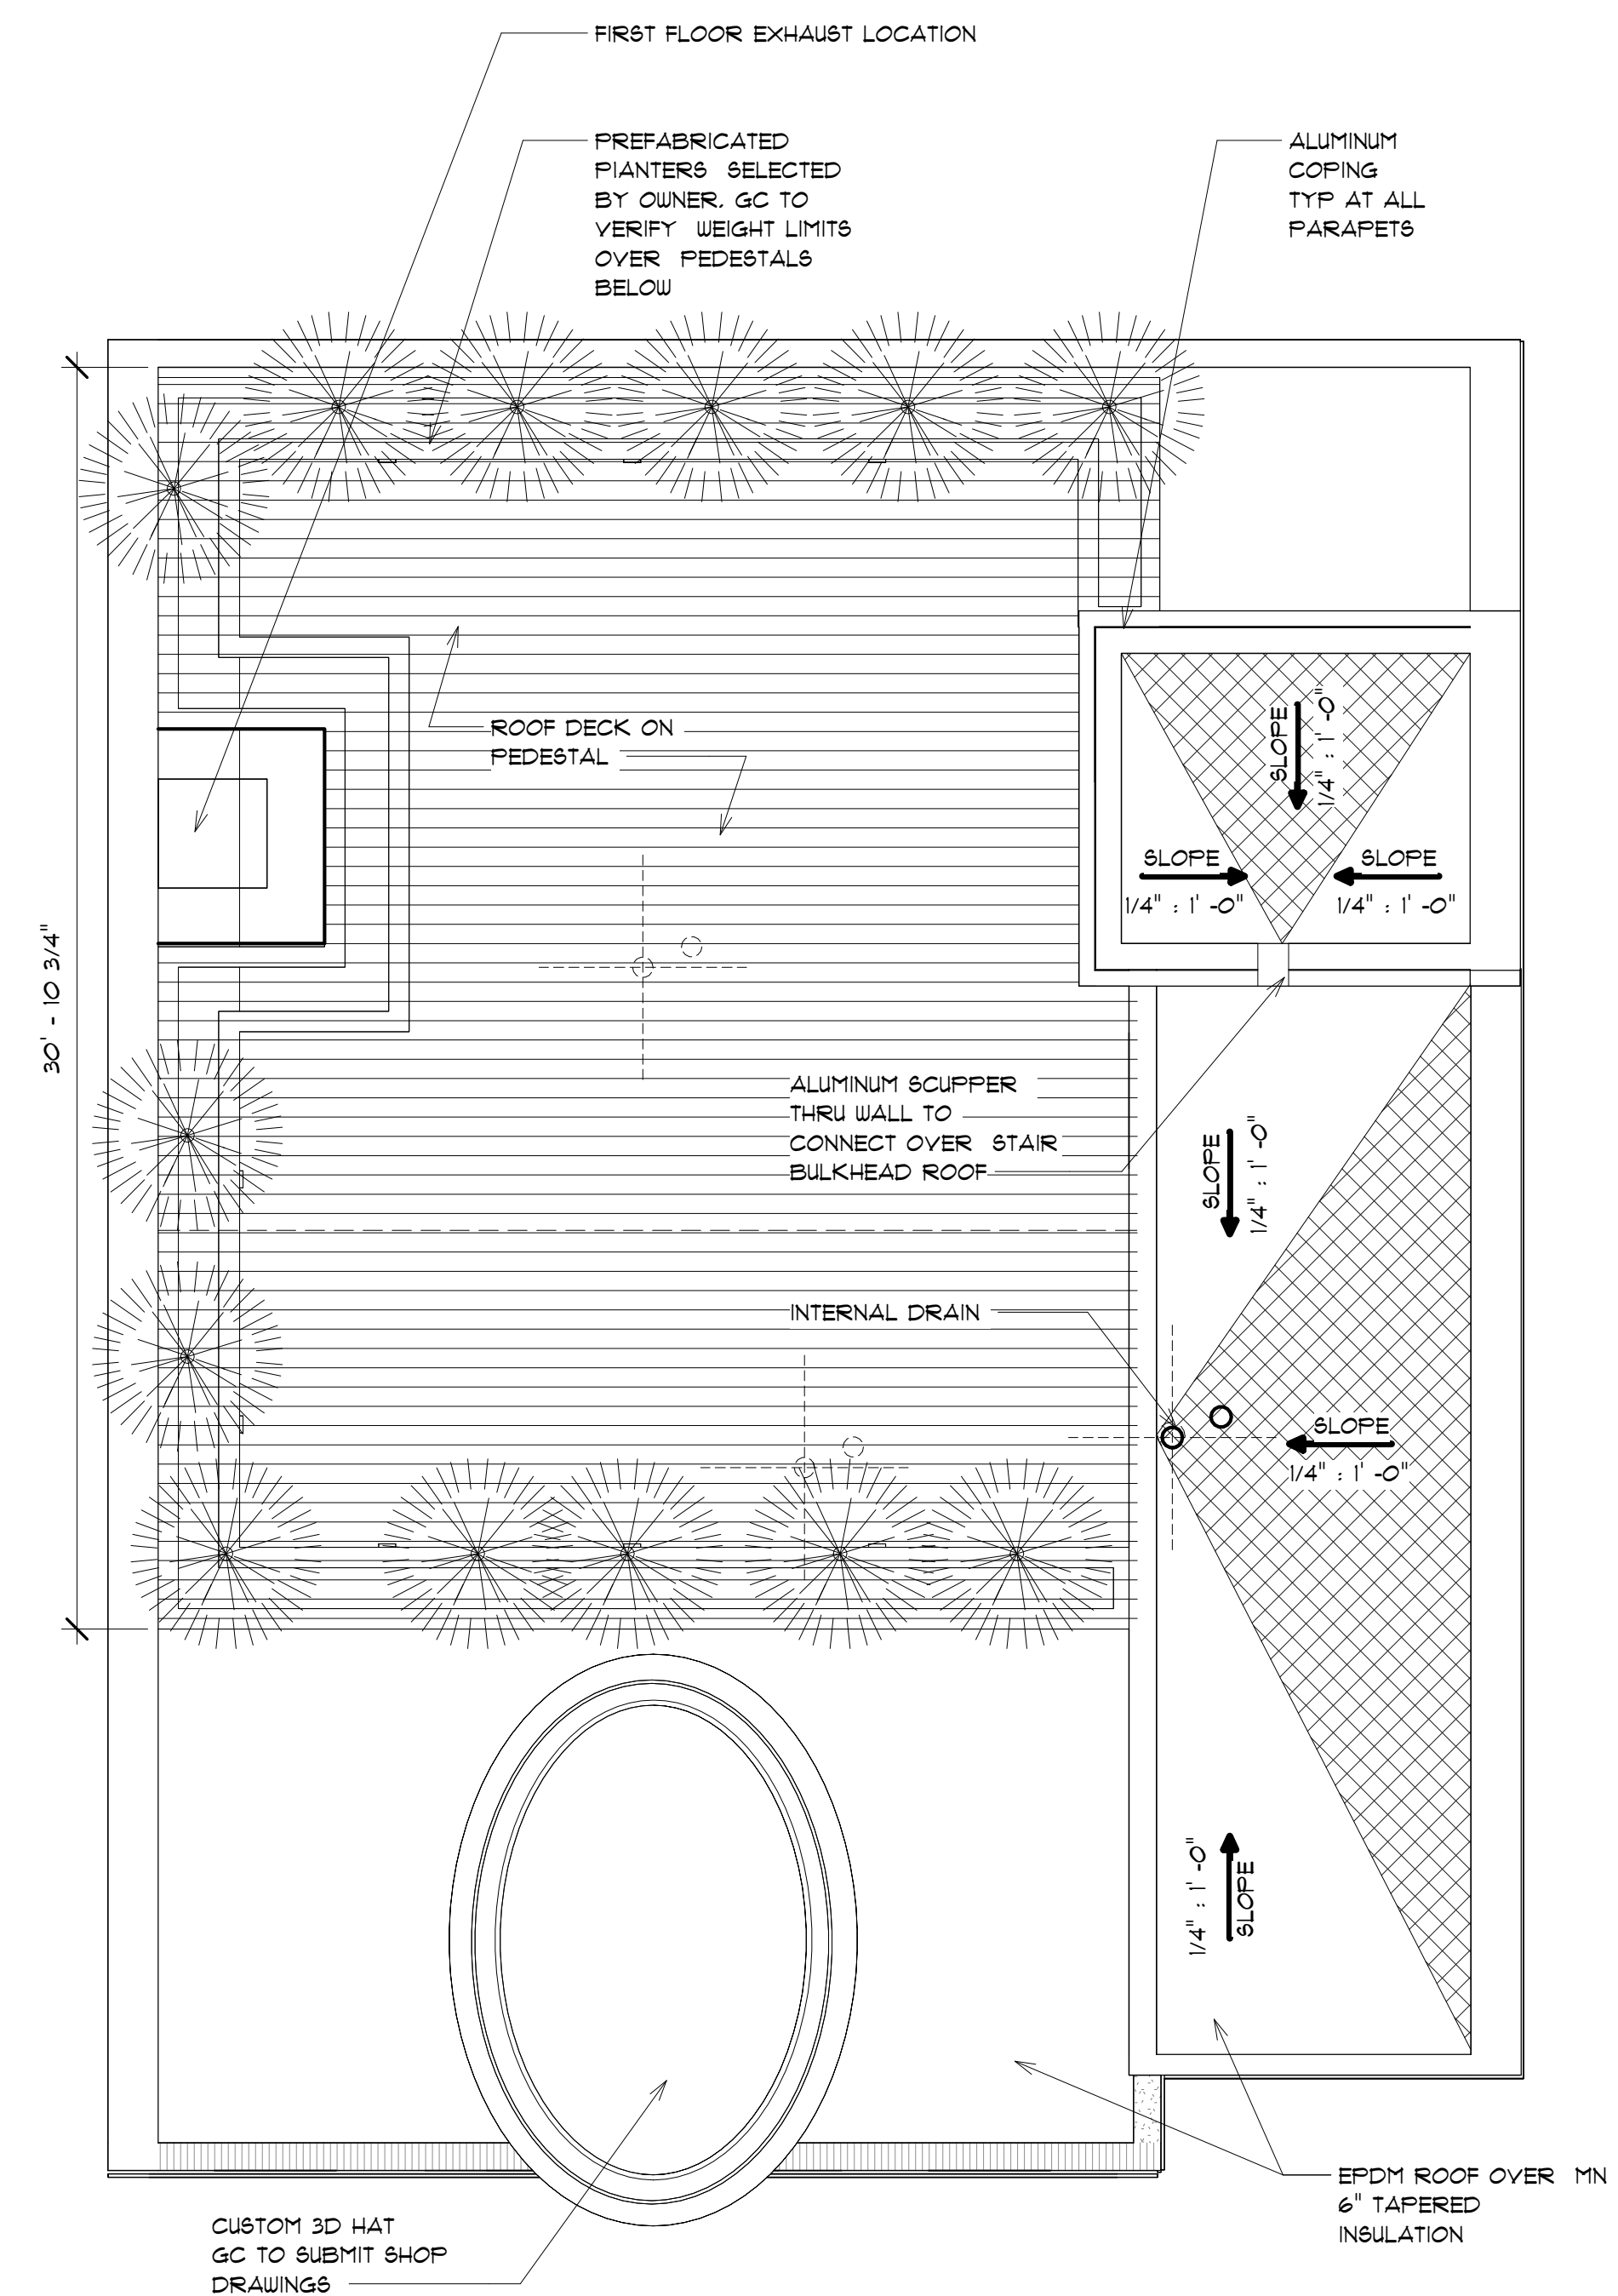 FIRST FLOOR EXHAUST LOCATION
PREFABRICATED
PIANTERS SELECTED
BY OWNER. GC TO
VERIFY WEIGHT LIMITS
OVER PEDESTALS
BELOW
ALUMINUM
COPING
TYP AT ALL
PARAPETS
ROOF DECK ON
PEDESTAL
SLOPE
1/4" : 1' -0"
SLOPE
1/4" : 1' -0"
SLOPE
1/4" : 1' -0"
30' - 10 3/4"
ALUMINUM SCUPPER
THRU WALL TO
CONNECT OVER STAIR
BULKHEAD ROOF
SLOPE
1/4" : 1' -0"
INTERNAL DRAIN
SLOPE
1/4" : 1' -0"
1/4" : 1' -0"
SLOPE
EPDM ROOF OVER MN
6" TAPERED
INSULATION
CUSTOM 3D HAT
GC TO SUBMIT SHOP
DRAWINGS